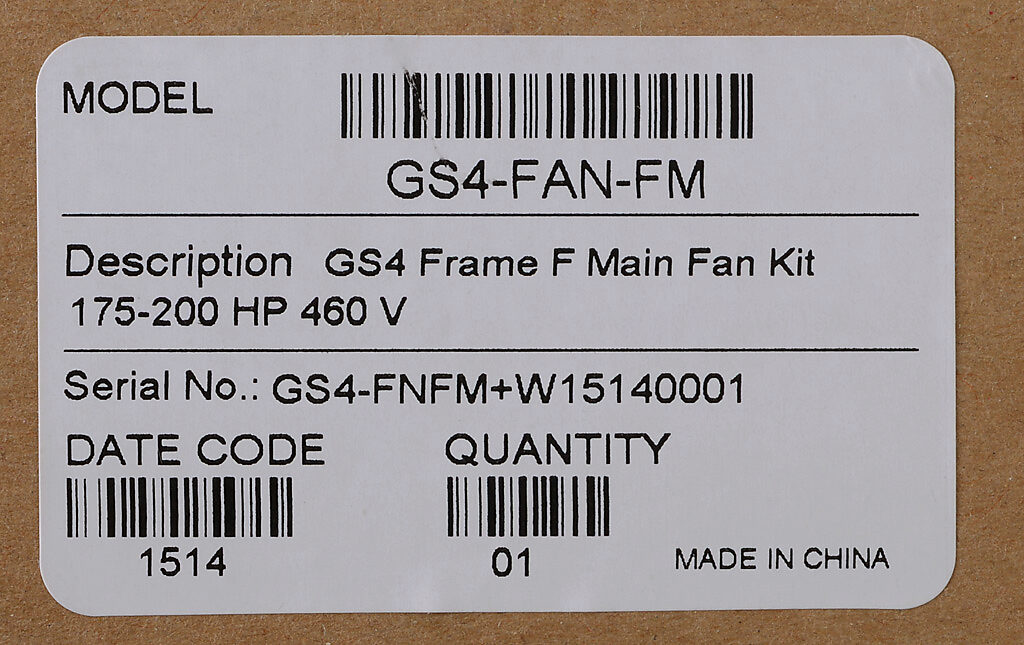 MODEL
GS4-FAN-FM
Description GS4 Frame F Main Fan Kit
175-200 HP 460 V
Serial No.: GS4-FNFM+W15140001
DATE CODE QUANTITY
1514 01 MADE IN CHINA